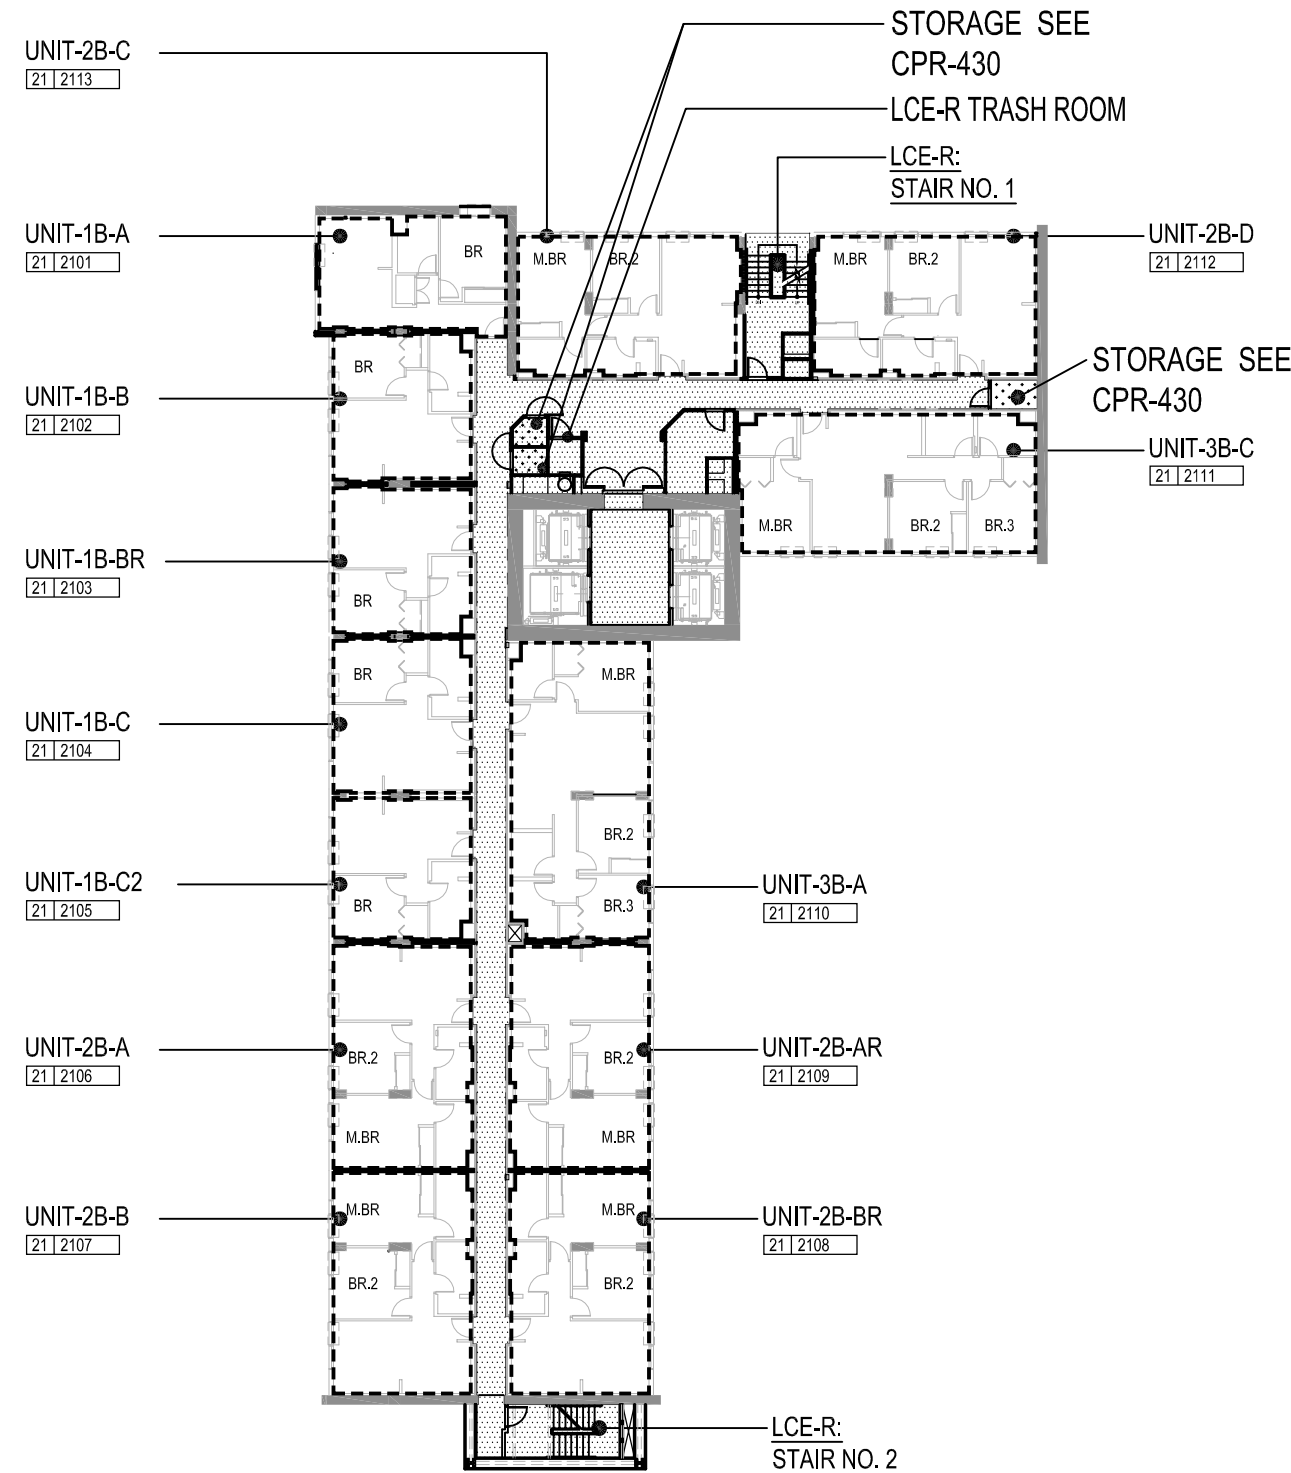 STORAGE SEE
CPR-430
UNIT-2B-C
21 2113
LCE-R TRASH ROOM
LCE-R:
STAIR NO. 1
UNIT-1B-A
21 2101
BR
M.BR
BR.2
M.BR
BR.2
UNIT-2B-D
21 2112
STORAGE SEE
CPR-430
UNIT-1B-B
21 2102
BR
UNIT-3B-C
21 2111
M.BR
BR.2
BR.3
UNIT-1B-BR
21 2103
BR
BR
M.BR
UNIT-1B-C
21 2104
BR.2
UNIT-1B-C2
21 2105
BR
BR.3
UNIT-3B-A
21 2110
UNIT-2B-A
21 2106
BR.2
BR.2
UNIT-2B-AR
21 2109
M.BR
M.BR
UNIT-2B-B
21 2107
M.BR
M.BR
UNIT-2B-BR
21 2108
BR.2
BR.2
LCE-R:
STAIR NO. 2